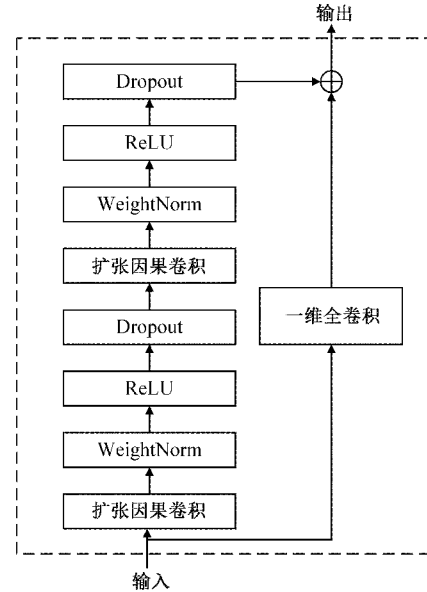 输出
Dropout
ReLU
WeightNorm
扩张因果卷积
一维全卷积
Dropout
ReLU
WeightNorm
扩张因果卷积
输入